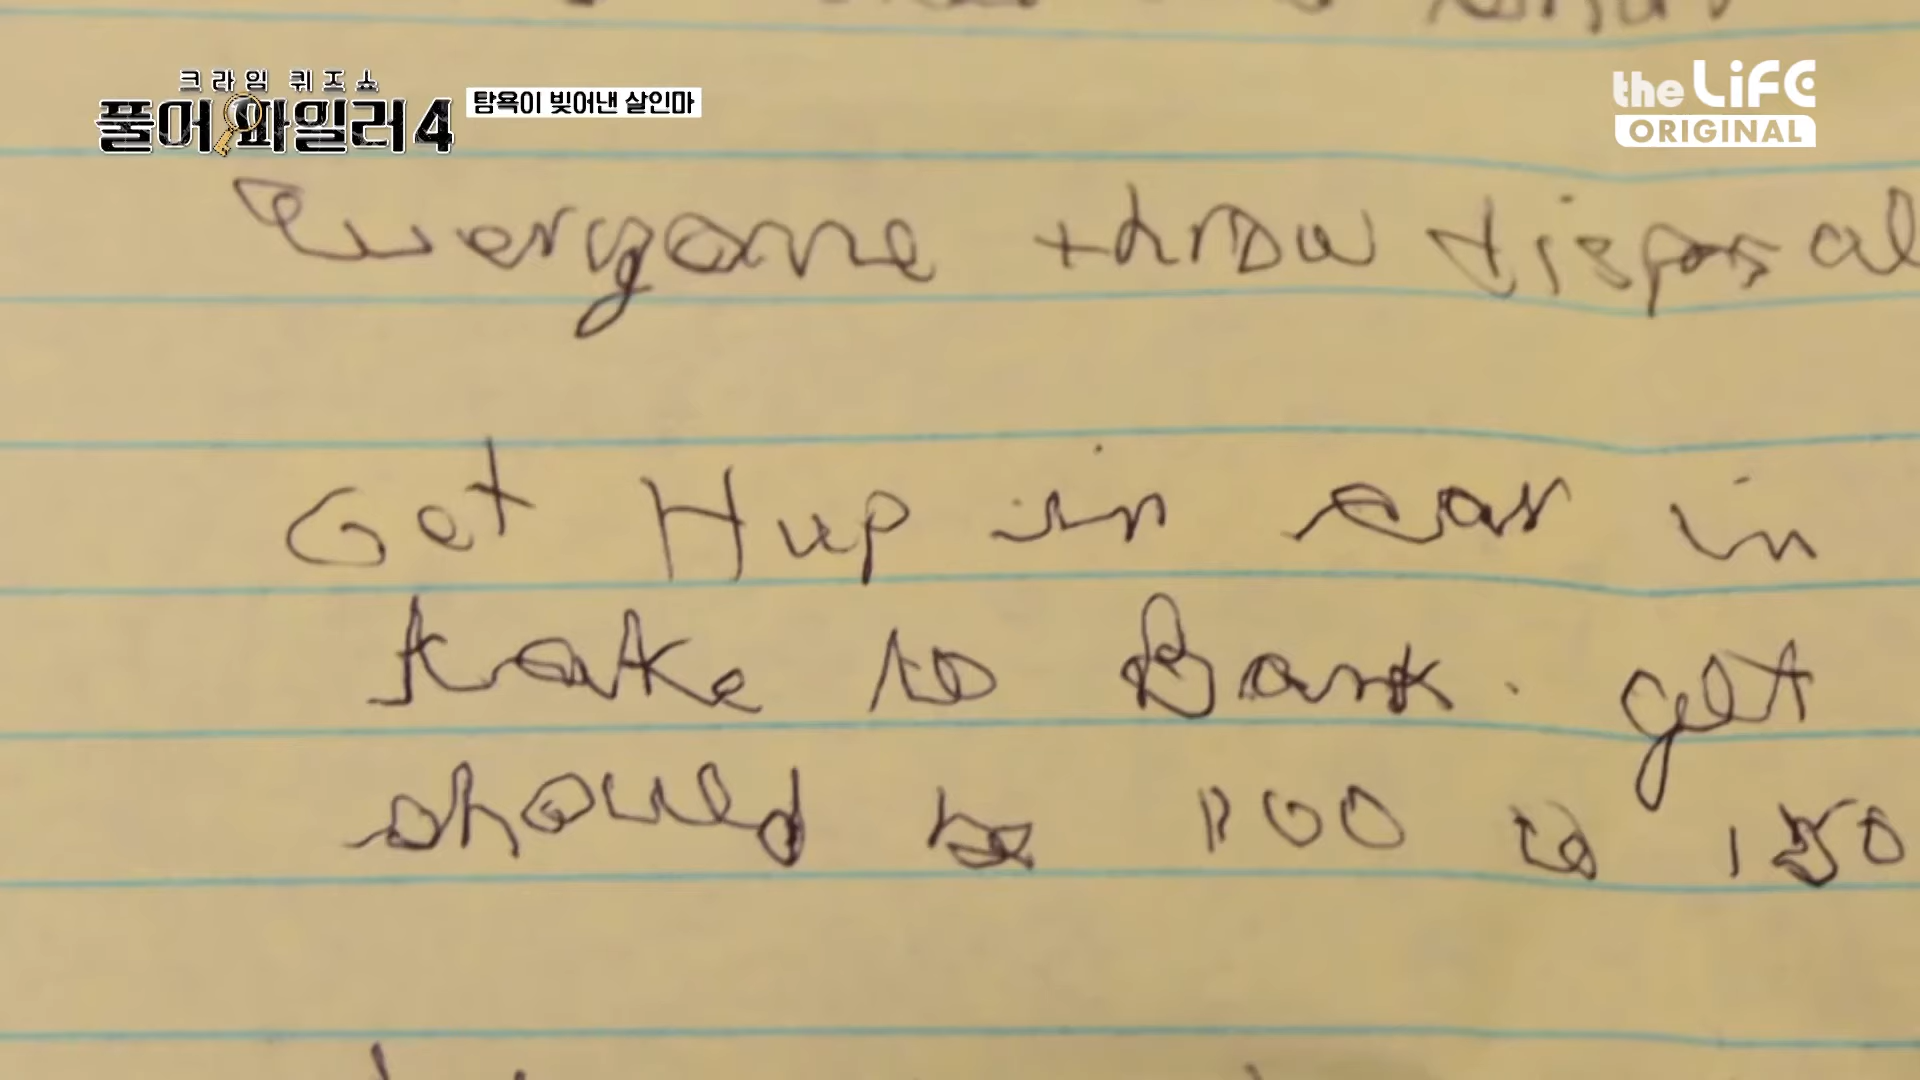 크라임 퀴즈쇼
풀어파일러4
탐욕이 빚어낸 살인마
the LiFE
ORIGINAL
Everyone throw disposal
Get Hup in ear in
take to Bank. get
should be 1100 to 150